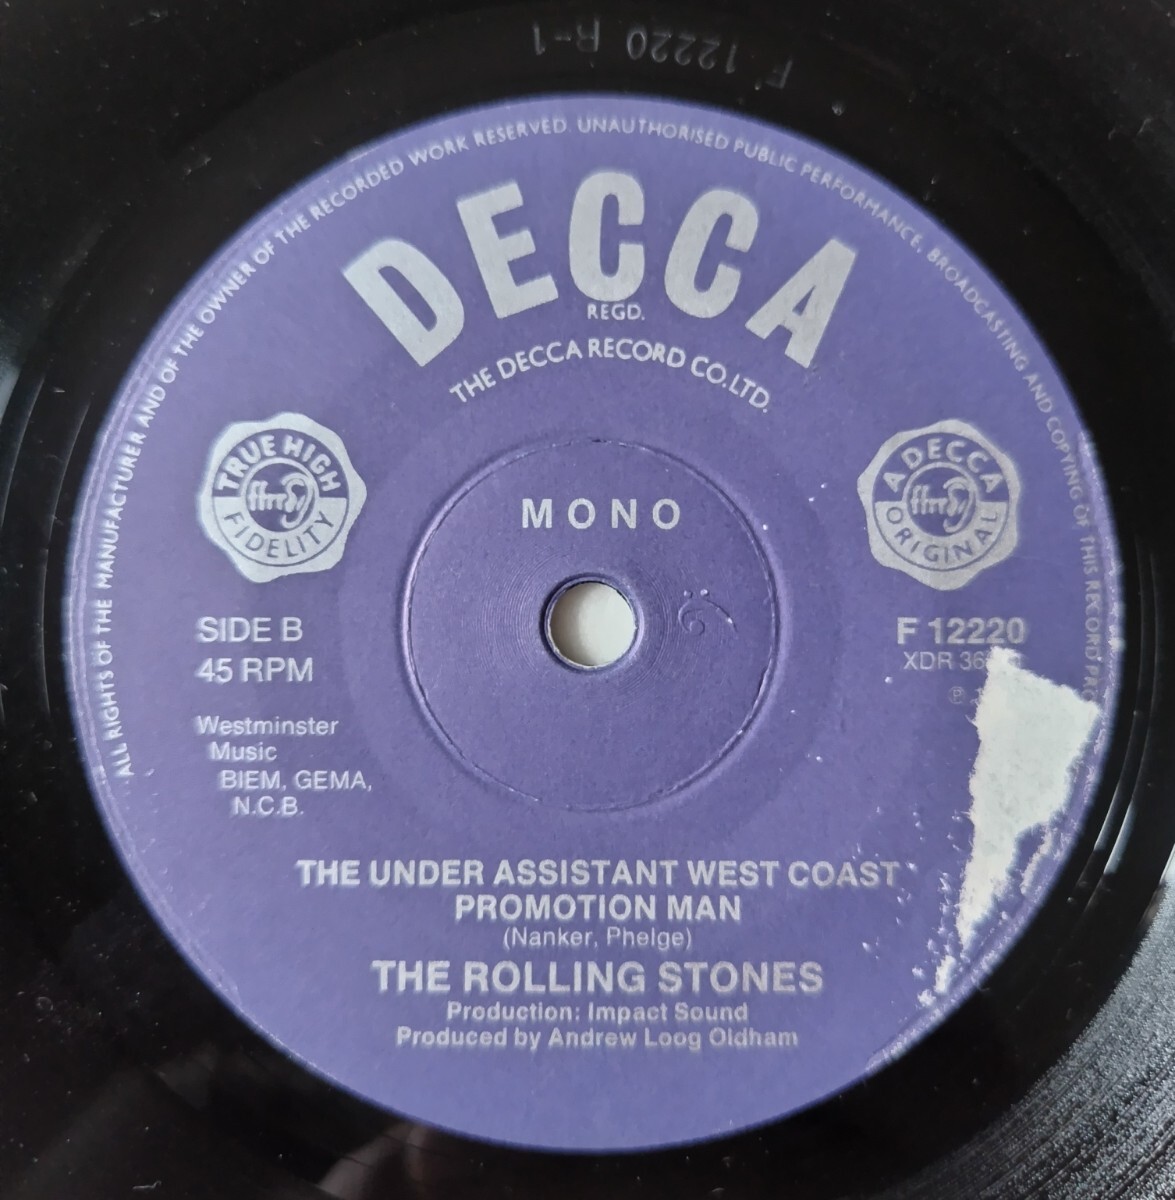 F 12220 R-1
ALL RIGHTS OF THE MANUFACTURER AND OF THE OWNER OF THE RECORDED WORK RESERVED. UNAUTHORISED PUBLIC PERFORMANCE, BROADCASTING AND COPYING OF THIS RECORD
DECCA
REGD.
THE DECCA RECORD CO. LTD.
TRUE HIGH
ffrr
FIDELITY
A DECCA
ffrr
ORIGINAL
MONO
SIDE B
45 RPM
F 12220
XDR
℗
Westminster
Music
BIEM, GEMA,
N.C.B.
THE UNDER ASSISTANT WEST COAST
PROMOTION MAN
(Nanker, Phelge)
THE ROLLING STONES
Production: Impact Sound
Produced by Andrew Loog Oldham